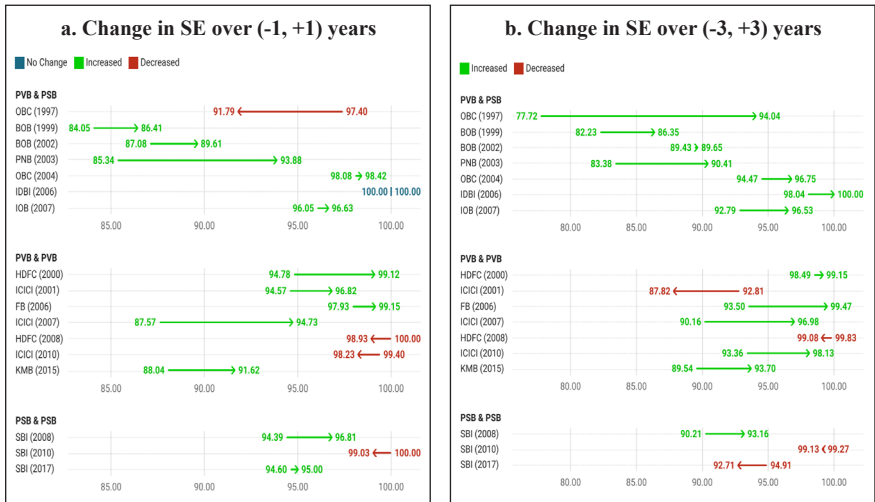 a. Change in SE over (-1, +1) years
No Change Increased Decreased
PVB & PSB
OBC (1997) 91.79 97.40
BOB (1999) 84.05 86.41
BOB (2002) 87.08 89.61
PNB (2003) 85.34 93.88
OBC (2004) 98.08 98.42
IDBI (2006) 100.00 100.00
IOB (2007) 96.05 96.63
85.00 90.00 95.00 100.00
PVB & PVB
HDFC (2000) 94.78 99.12
ICICI (2001) 94.57 96.82
FB (2006) 97.93 99.15
ICICI (2007) 87.57 94.73
HDFC (2008) 98.93 100.00
ICICI (2010) 98.23 99.40
KMB (2015) 88.04 91.62
85.00 90.00 95.00 100.00
PSB & PSB
SBI (2008) 94.39 96.81
SBI (2010) 99.03 100.00
SBI (2017) 94.60 95.00
85.00 90.00 95.00 100.00
b. Change in SE over (-3, +3) years
Increased Decreased
PVB & PSB
OBC (1997) 77.72 94.04
BOB (1999) 82.23 86.35
BOB (2002) 89.43 89.65
PNB (2003) 83.38 90.41
OBC (2004) 94.47 96.75
IDBI (2006) 98.04 100.00
IOB (2007) 92.79 96.53
80.00 85.00 90.00 95.00 100.00
PVB & PVB
HDFC (2000) 98.49 99.15
ICICI (2001) 87.82 92.81
FB (2006) 93.50 99.47
ICICI (2007) 90.16 96.98
HDFC (2008) 99.08 99.83
ICICI (2010) 93.36 98.13
KMB (2015) 89.54 93.70
80.00 85.00 90.00 95.00 100.00
PSB & PSB
SBI (2008) 90.21 93.16
SBI (2010) 99.13 99.27
SBI (2017) 92.71 94.91
80.00 85.00 90.00 95.00 100.00